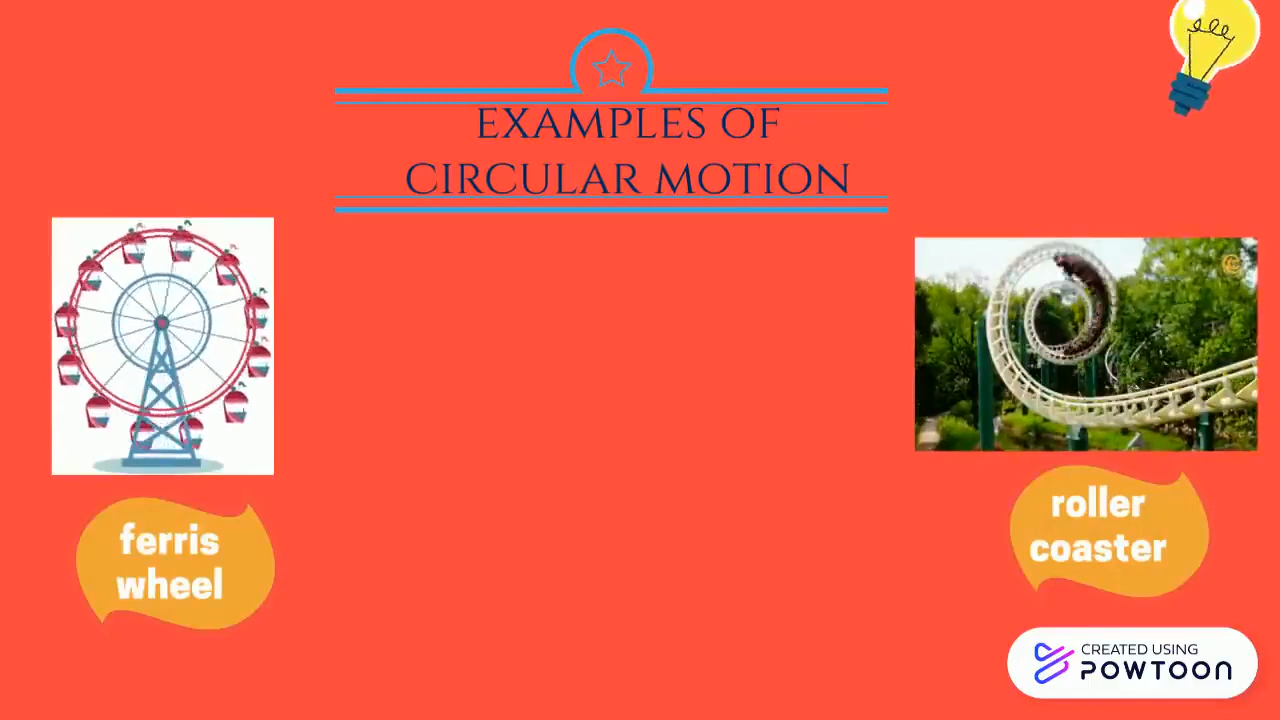 EXAMPLES OF
CIRCULAR MOTION
ferris
wheel
roller
coaster
CREATED USING
POWTOON